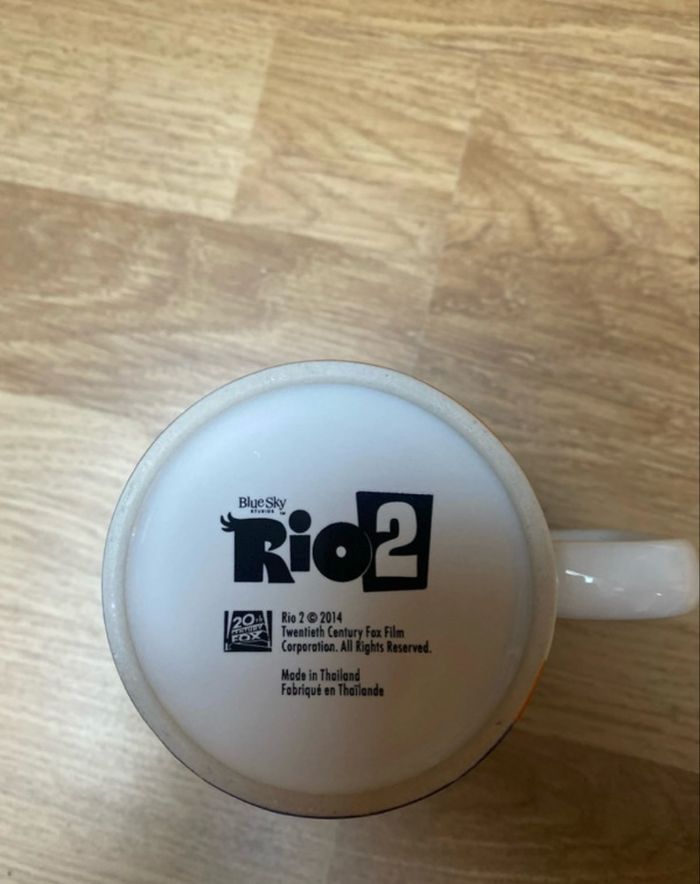 Blue Sky
STUDIOS
Rio 2
TM
20th
CENTURY
FOX
Rio 2 © 2014
Twentieth Century Fox Film
Corporation. All Rights Reserved.
Made in Thailand
Fabriqué en Thaïlande